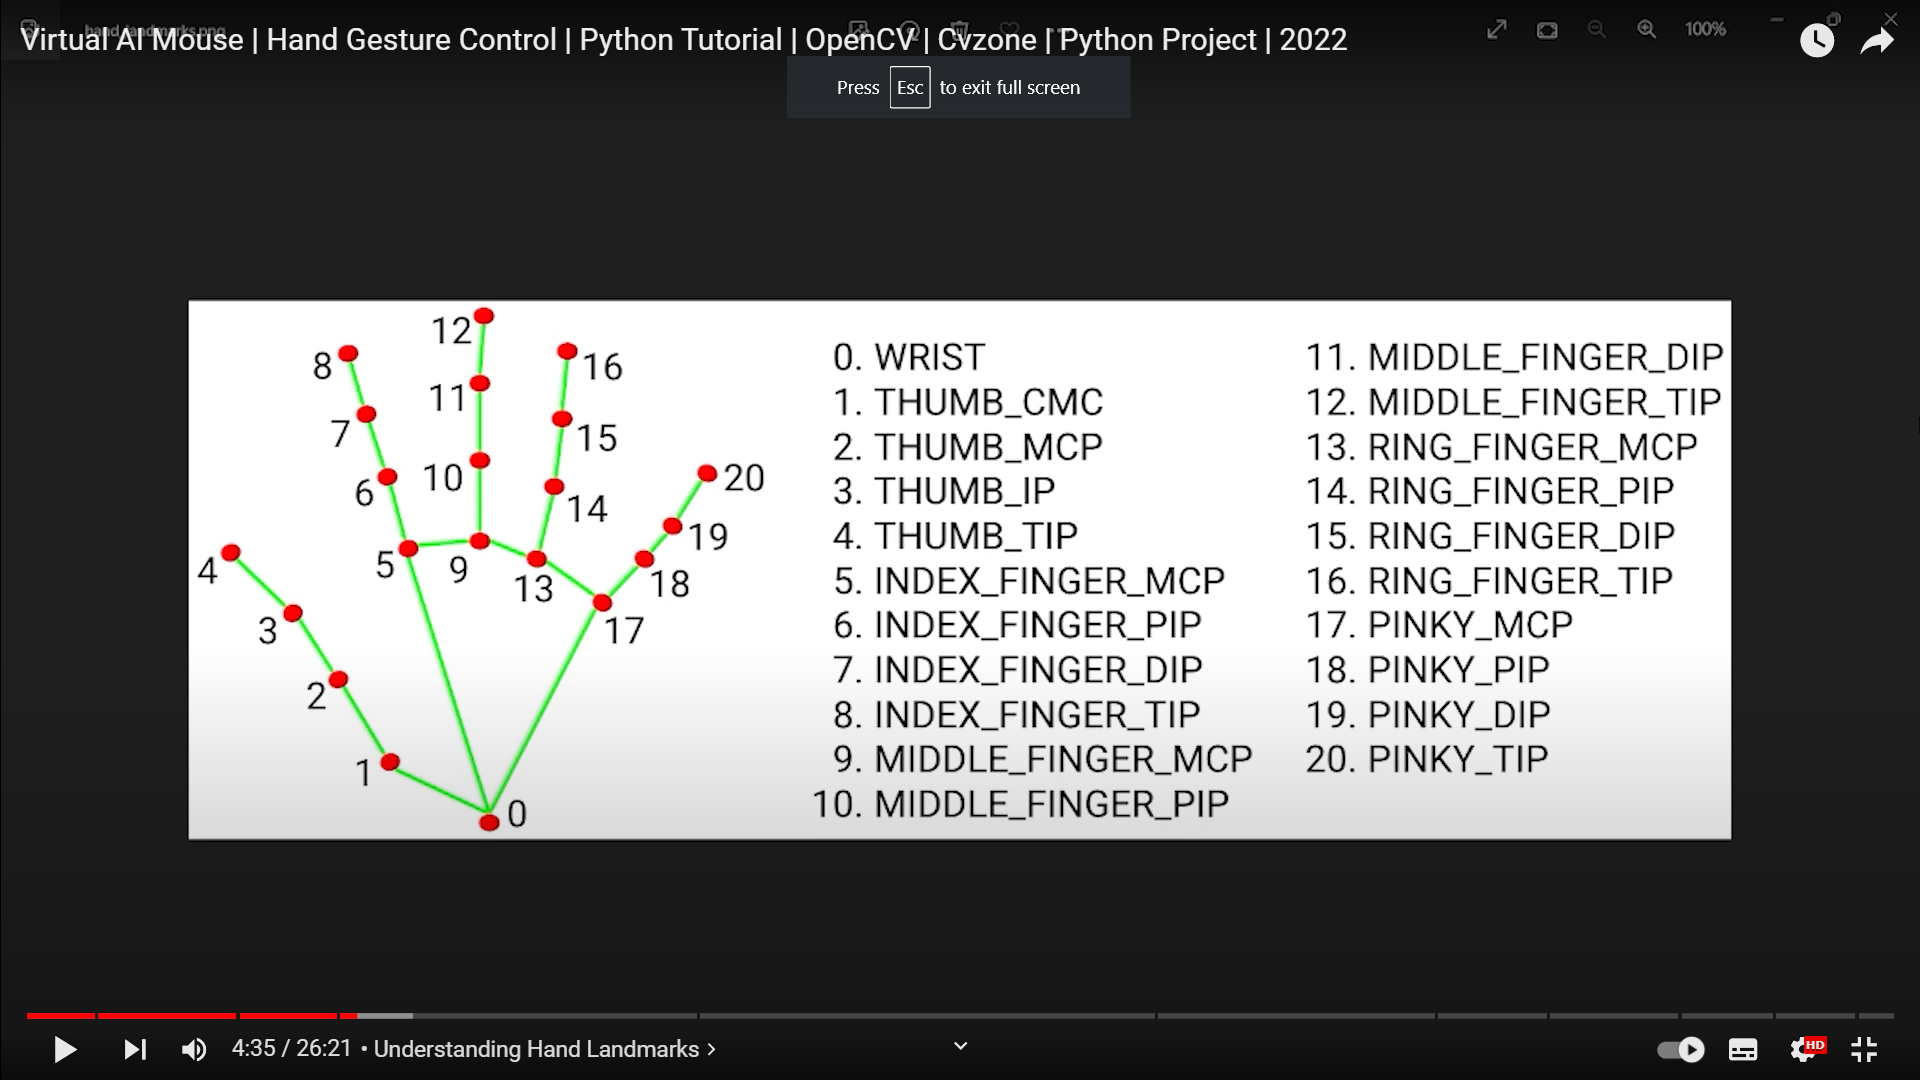 Virtual AI Mouse | Hand Gesture Control | Python Tutorial | OpenCV | Cvzone | Python Project | 2022
hand_landmarks.png
100%
Press Esc to exit full screen
12
8
16
11
7
15
10
20
6
14
19
4
5
9
13
18
3
17
2
1
0
0. WRIST
1. THUMB_CMC
2. THUMB_MCP
3. THUMB_IP
4. THUMB_TIP
5. INDEX_FINGER_MCP
6. INDEX_FINGER_PIP
7. INDEX_FINGER_DIP
8. INDEX_FINGER_TIP
9. MIDDLE_FINGER_MCP
10. MIDDLE_FINGER_PIP
11. MIDDLE_FINGER_DIP
12. MIDDLE_FINGER_TIP
13. RING_FINGER_MCP
14. RING_FINGER_PIP
15. RING_FINGER_DIP
16. RING_FINGER_TIP
17. PINKY_MCP
18. PINKY_PIP
19. PINKY_DIP
20. PINKY_TIP
4:35 / 26:21 • Understanding Hand Landmarks
HD